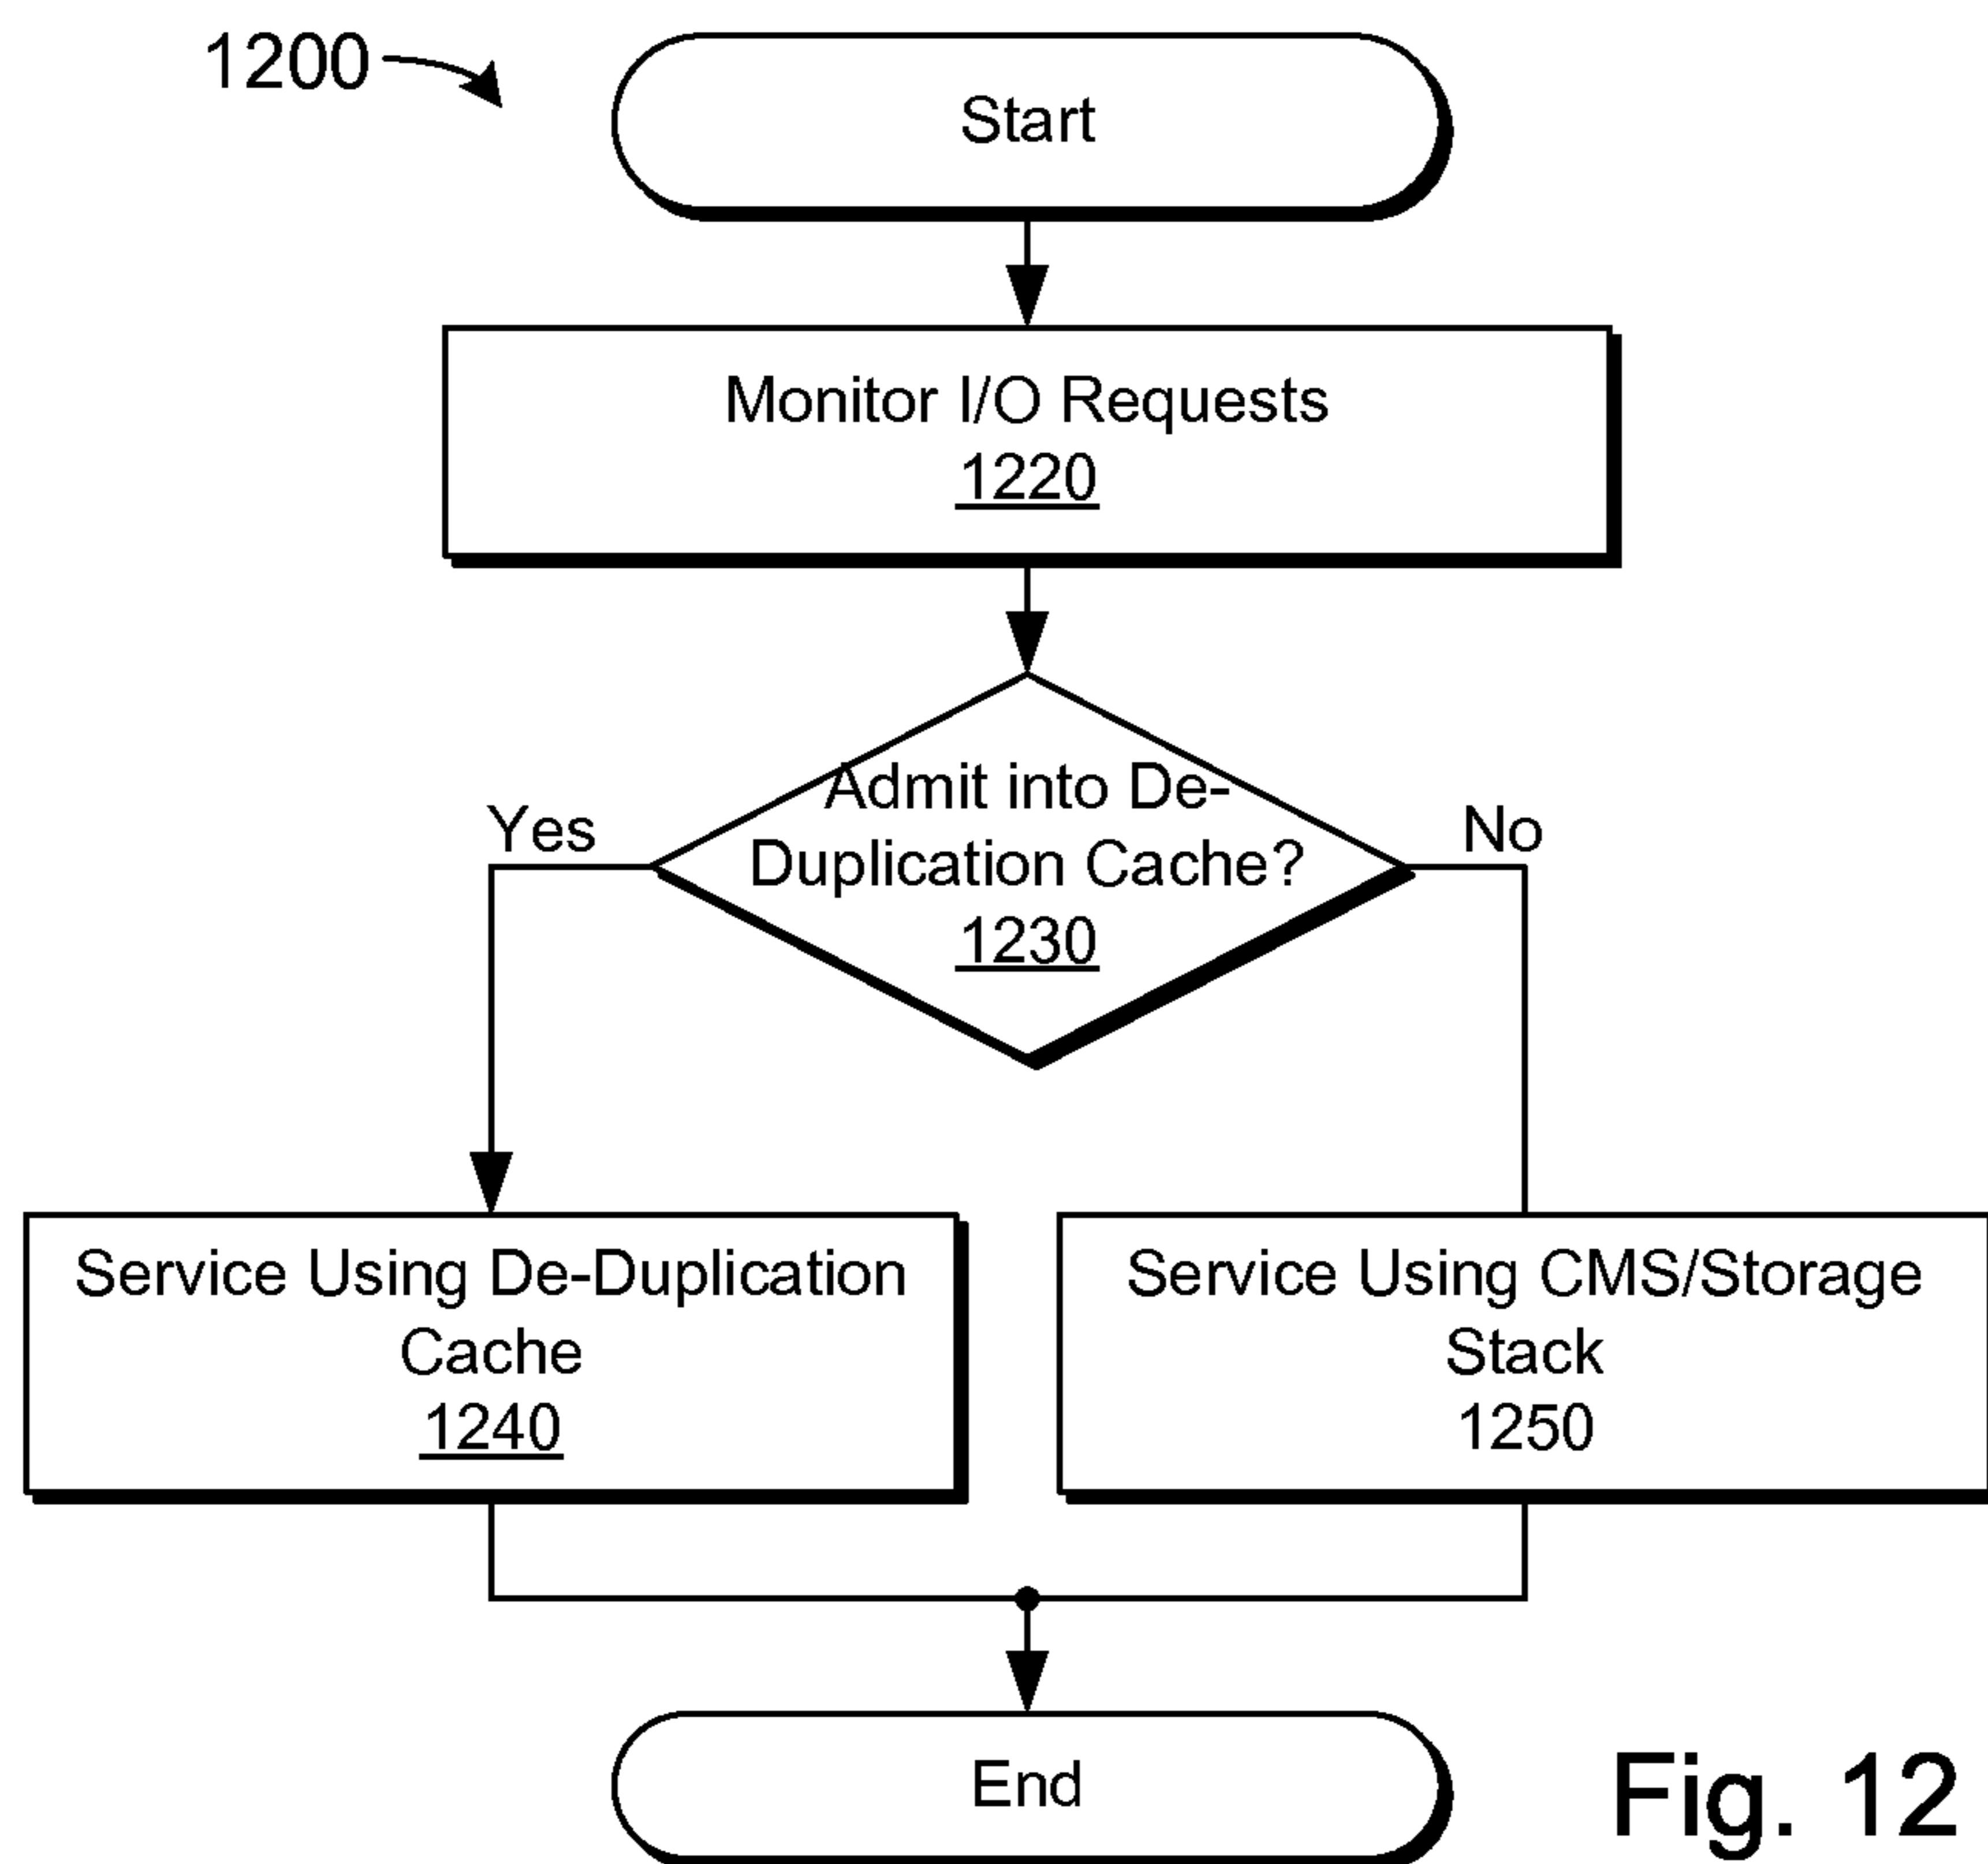 1200
Start
Monitor I/O Requests
1220
Admit into De-
Duplication Cache?
1230
Yes
No
Service Using De-Duplication
Cache
1240
Service Using CMS/Storage
Stack
1250
End
Fig. 12